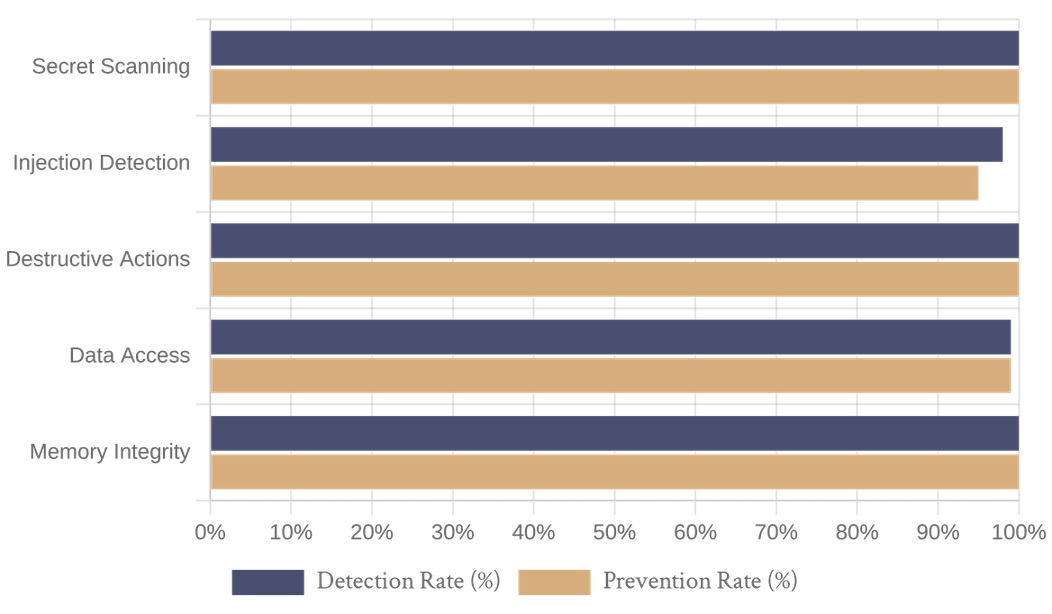 Secret Scanning
Injection Detection
Destructive Actions
Data Access
Memory Integrity
0% 10% 20% 30% 40% 50% 60% 70% 80% 90% 100%
Detection Rate (%) Prevention Rate (%)